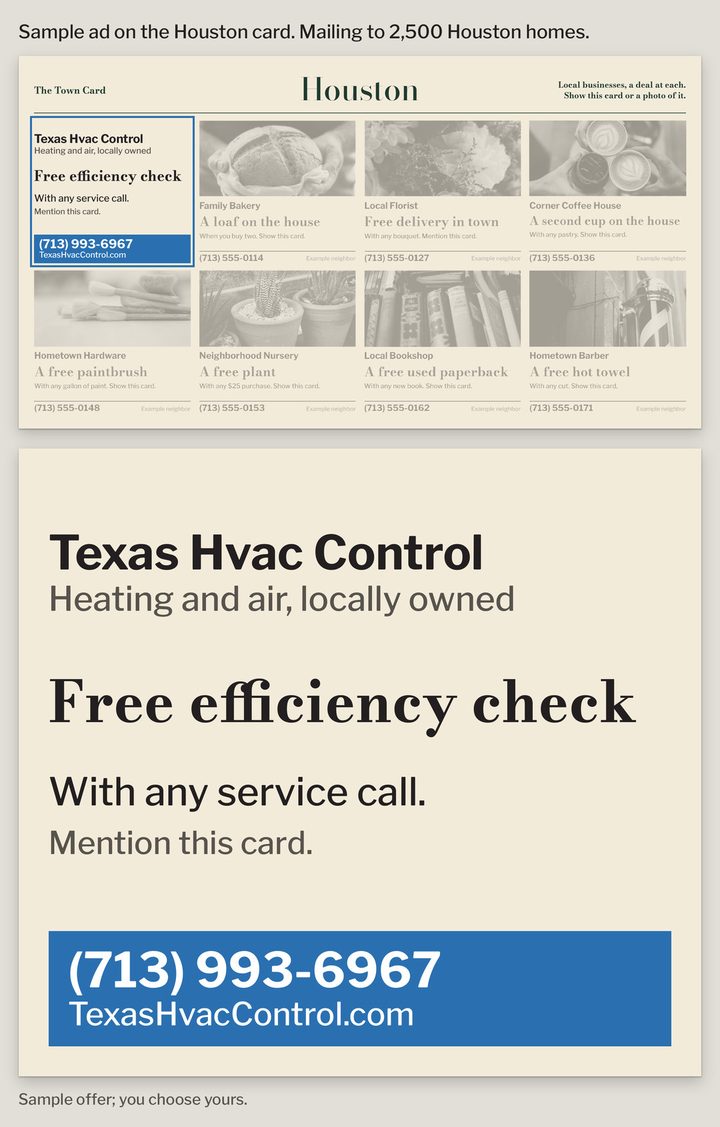 Sample ad on the Houston card. Mailing to 2,500 Houston homes.
The Town Card
Houston
Local businesses, a deal at each.
Show this card or a photo of it.
Texas Hvac Control
Heating and air, locally owned
Free efficiency check
With any service call.
Mention this card.
(713) 993-6967
TexasHvacControl.com
Family Bakery
A loaf on the house
When you buy two. Show this card.
(713) 555-0114
Example neighbor
Local Florist
Free delivery in town
With any bouquet. Mention this card.
(713) 555-0127
Example neighbor
Corner Coffee House
A second cup on the house
With any pastry. Show this card.
(713) 555-0136
Example neighbor
Hometown Hardware
A free paintbrush
With any gallon of paint. Show this card.
(713) 555-0148
Example neighbor
Neighborhood Nursery
A free plant
With any $25 purchase. Show this card.
(713) 555-0153
Example neighbor
Local Bookshop
A free used paperback
With any new book. Show this card.
(713) 555-0162
Example neighbor
Hometown Barber
A free hot towel
With any cut. Show this card.
(713) 555-0171
Example neighbor
Texas Hvac Control
Heating and air, locally owned
Free efficiency check
With any service call.
Mention this card.
(713) 993-6967
TexasHvacControl.com
Sample offer; you choose yours.